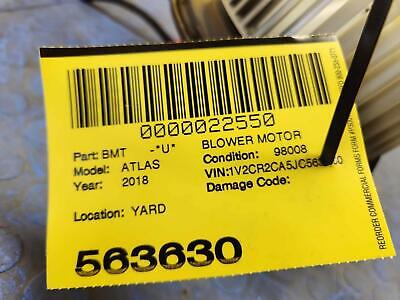 0000022550
Part: BMT -*U* BLOWER MOTOR
Model: ATLAS Condition: 98008
Year: 2018
Damage Code:
Location: YARD
563630
REORDER COMMERCIAL FORMS FORM